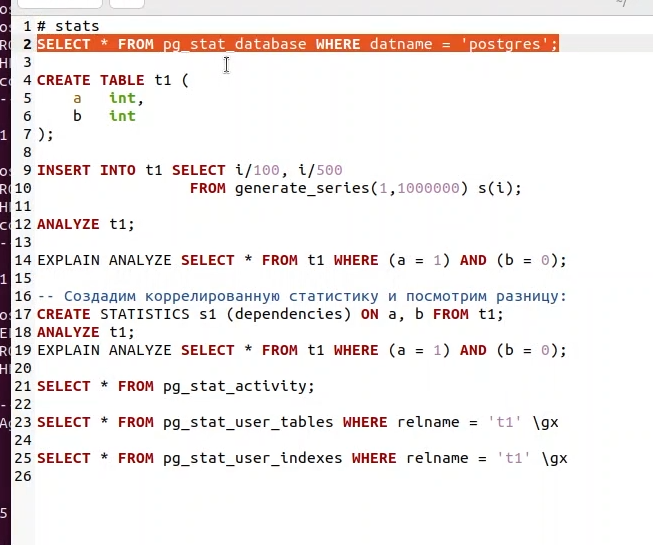 1 # stats
2 SELECT * FROM pg_stat_database WHERE datname = 'postgres';
3
4 CREATE TABLE t1 (
5     a   int,
6     b   int
7 );
8
9 INSERT INTO t1 SELECT i/100, i/500
10                  FROM generate_series(1,1000000) s(i);
11
12 ANALYZE t1;
13
14 EXPLAIN ANALYZE SELECT * FROM t1 WHERE (a = 1) AND (b = 0);
15
16 -- Создадим коррелированную статистику и посмотрим разницу:
17 CREATE STATISTICS s1 (dependencies) ON a, b FROM t1;
18 ANALYZE t1;
19 EXPLAIN ANALYZE SELECT * FROM t1 WHERE (a = 1) AND (b = 0);
20
21 SELECT * FROM pg_stat_activity;
22
23 SELECT * FROM pg_stat_user_tables WHERE relname = 't1' \gx
24
25 SELECT * FROM pg_stat_user_indexes WHERE relname = 't1' \gx
26